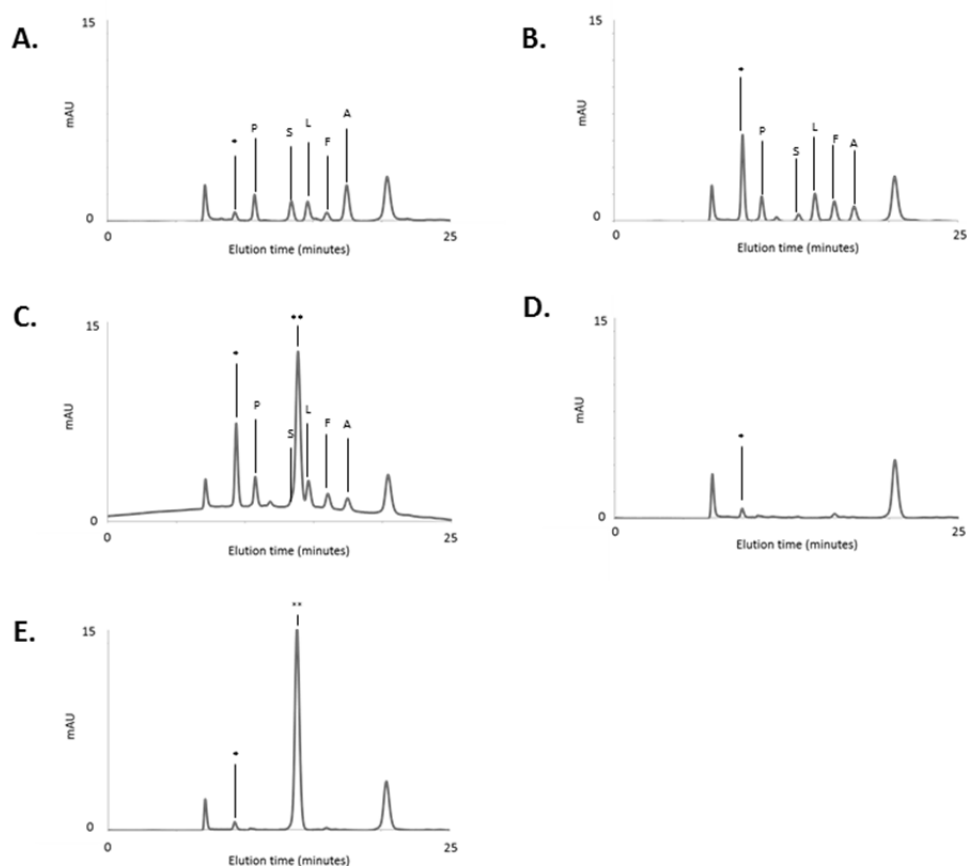 A.
15
mAU
0
*
P
S
L
F
A
0
25
Elution time (minutes)
B.
15
mAU
0
*
P
S
L
F
A
0
25
Elution time (minutes)
C.
15
mAU
0
*
P
S
**
L
F
A
0
25
Elution time (minutes)
D.
15
mAU
0
*
0
25
Elution time (minutes)
E.
15
mAU
0
*
**
0
25
Elution time (minutes)